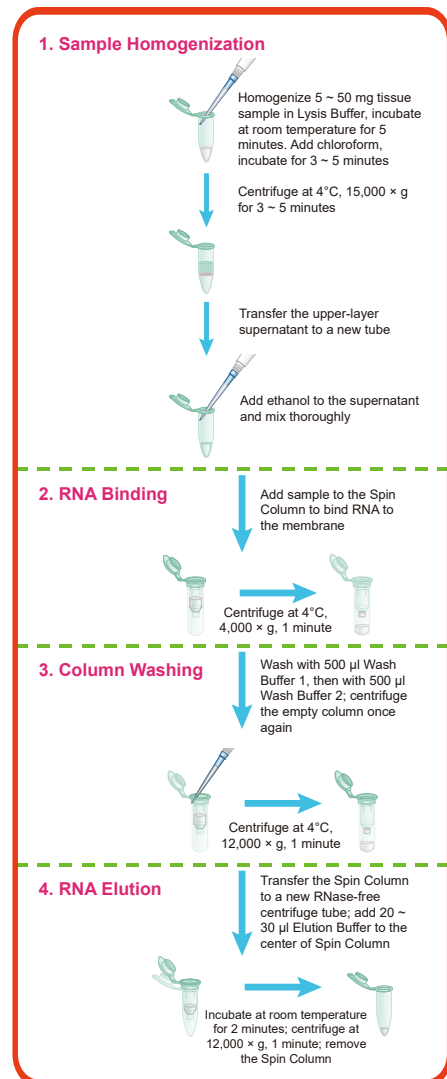 1. Sample Homogenization
Homogenize 5 ~ 50 mg tissue
sample in Lysis Buffer, incubate
at room temperature for 5
minutes. Add chloroform,
incubate for 3 ~ 5 minutes
Centrifuge at 4°C, 15,000 × g
for 3 ~ 5 minutes
Transfer the upper-layer
supernatant to a new tube
Add ethanol to the supernatant
and mix thoroughly
2. RNA Binding
Add sample to the Spin
Column to bind RNA to
the membrane
Centrifuge at 4°C,
4,000 × g, 1 minute
3. Column Washing
Wash with 500 µl Wash
Buffer 1, then with 500 µl
Wash Buffer 2; centrifuge
the empty column once
again
Centrifuge at 4°C,
12,000 × g, 1 minute
4. RNA Elution
Transfer the Spin Column
to a new RNase-free
centrifuge tube; add 20 ~
30 µl Elution Buffer to the
center of Spin Column
Incubate at room temperature
for 2 minutes; centrifuge at
12,000 × g, 1 minute; remove
the Spin Column